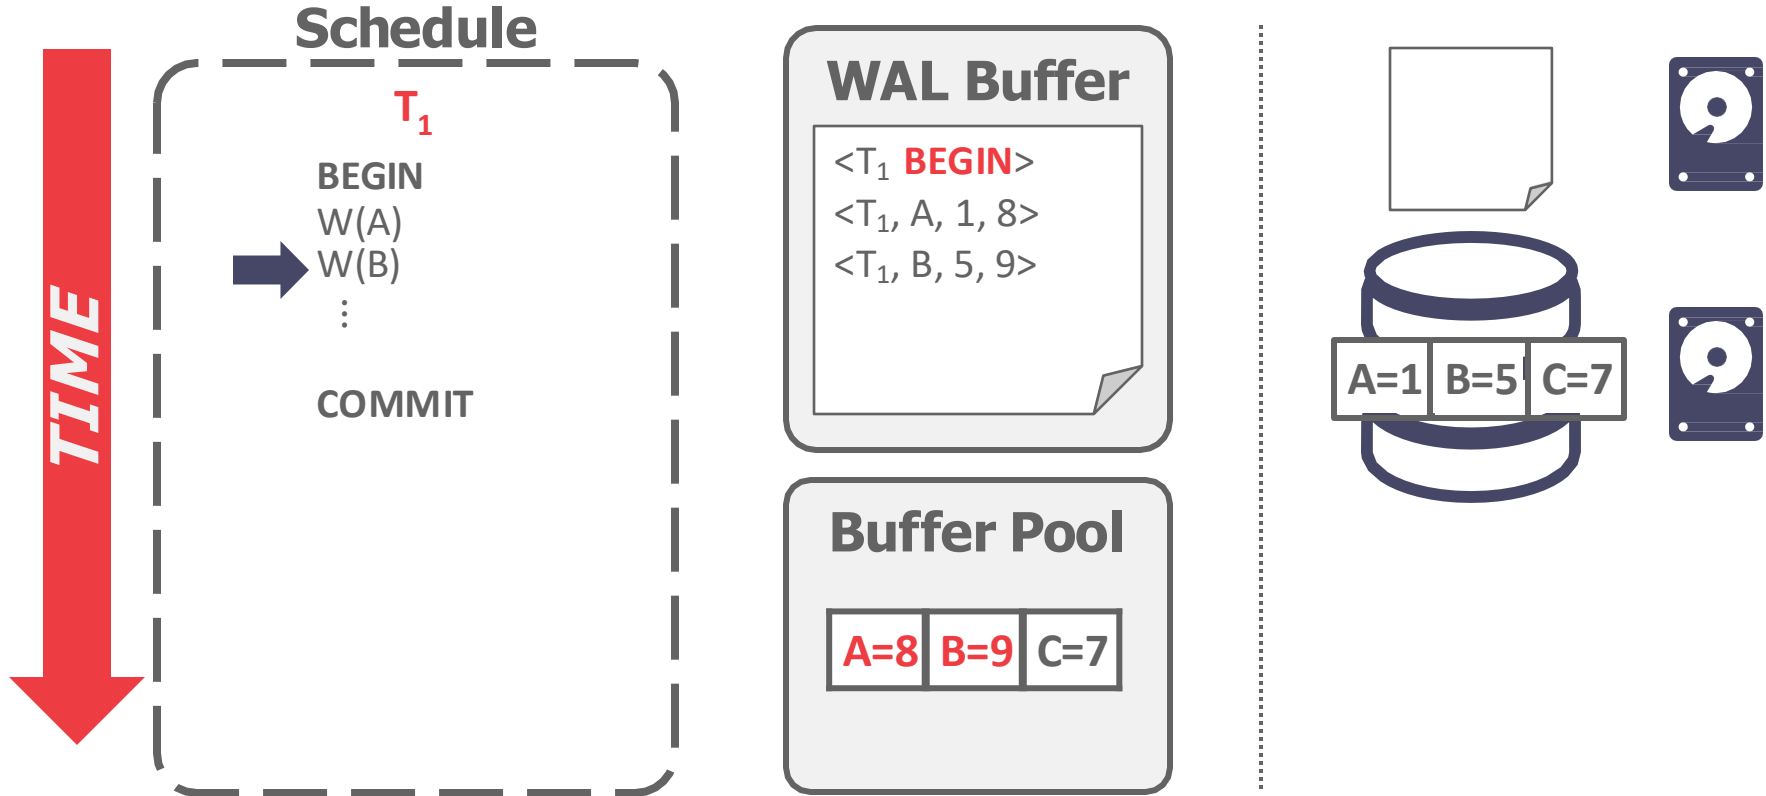 Schedule
TIME
T₁
BEGIN
W(A)
W(B)
⋮
COMMIT
WAL Buffer
<T₁ BEGIN>
<T₁, A, 1, 8>
<T₁, B, 5, 9>
Buffer Pool
A=8 B=9 C=7
A=1 B=5 C=7